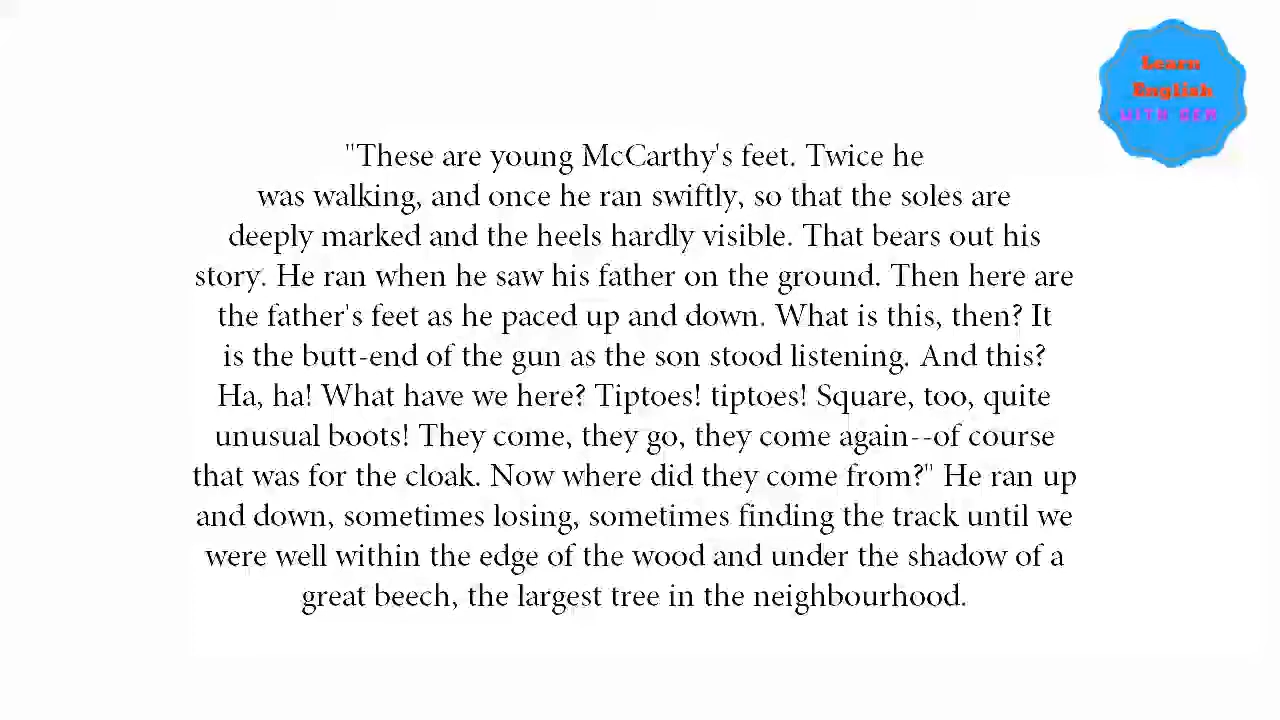 Learn
English
WITH GEM
"These are young McCarthy's feet. Twice he
was walking, and once he ran swiftly, so that the soles are
deeply marked and the heels hardly visible. That bears out his
story. He ran when he saw his father on the ground. Then here are
the father's feet as he paced up and down. What is this, then? It
is the butt-end of the gun as the son stood listening. And this?
Ha, ha! What have we here? Tiptoes! tiptoes! Square, too, quite
unusual boots! They come, they go, they come again--of course
that was for the cloak. Now where did they come from?" He ran up
and down, sometimes losing, sometimes finding the track until we
were well within the edge of the wood and under the shadow of a
great beech, the largest tree in the neighbourhood.